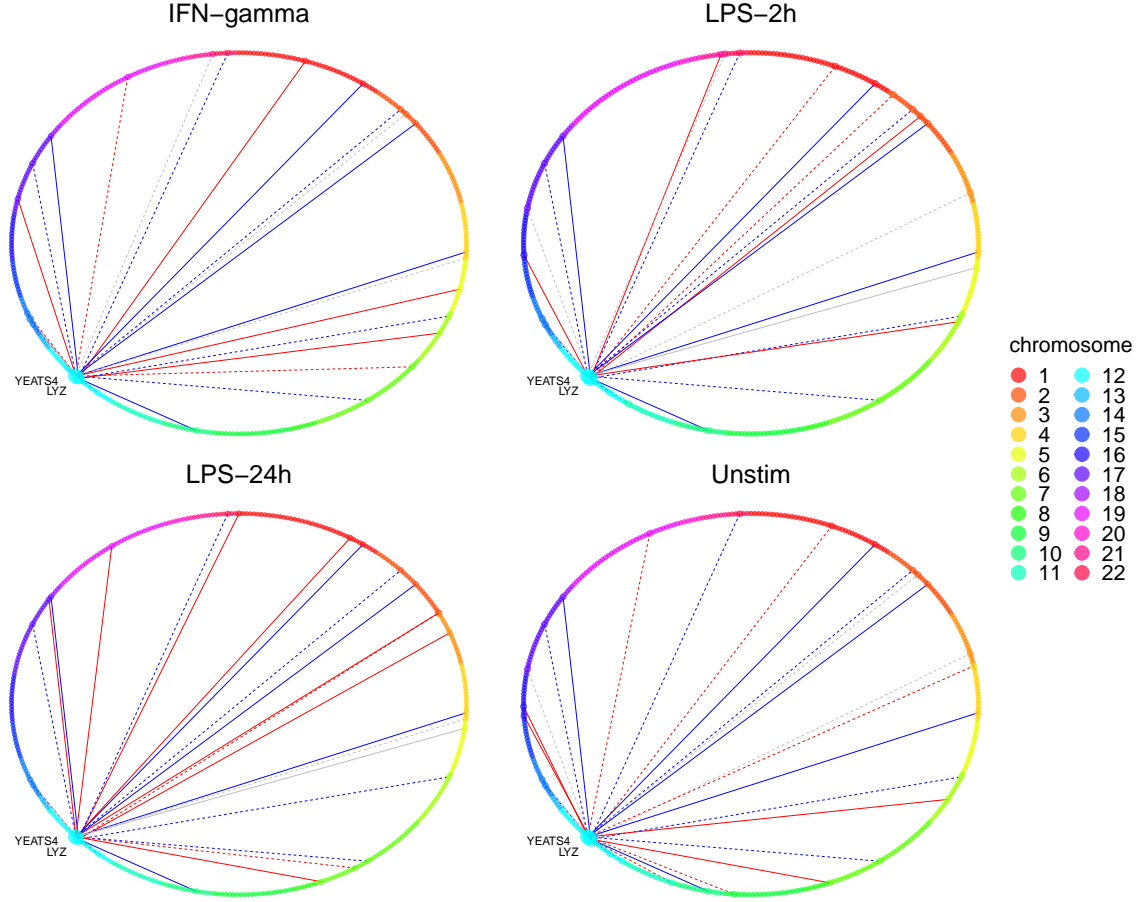 IFN−gamma
LPS−2h
YEATS4
LYZ
YEATS4
LYZ
LPS−24h
Unstim
YEATS4
LYZ
YEATS4
LYZ
chromosome
1 12
2 13
3 14
4 15
5 16
6 17
7 18
8 19
9 20
10 21
11 22